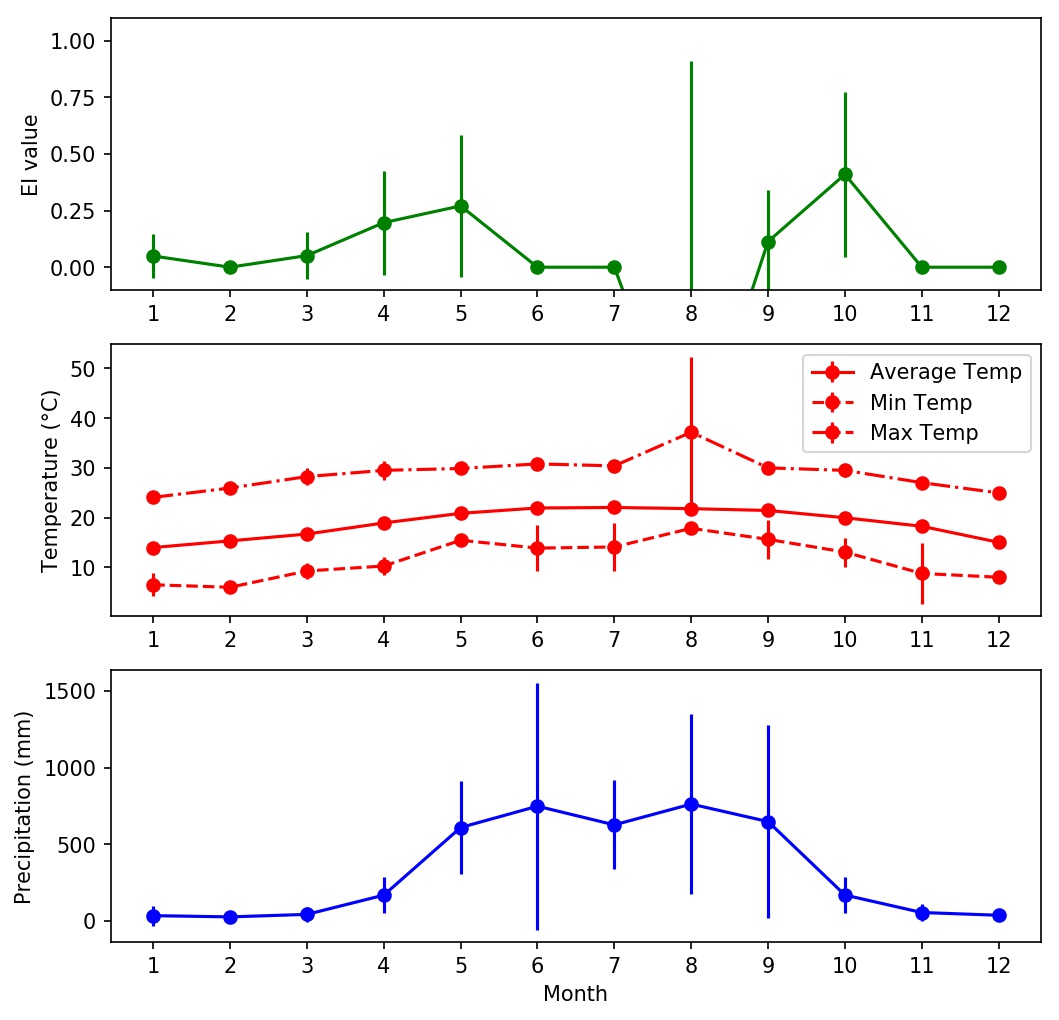 1.00
0.75
0.50
0.25
0.00
EI value
1 2 3 4 5 6 7 8 9 10 11 12
50
40
30
20
10
Temperature (°C)
Average Temp
Min Temp
Max Temp
1 2 3 4 5 6 7 8 9 10 11 12
1500
1000
500
0
Precipitation (mm)
1 2 3 4 5 6 7 8 9 10 11 12
Month